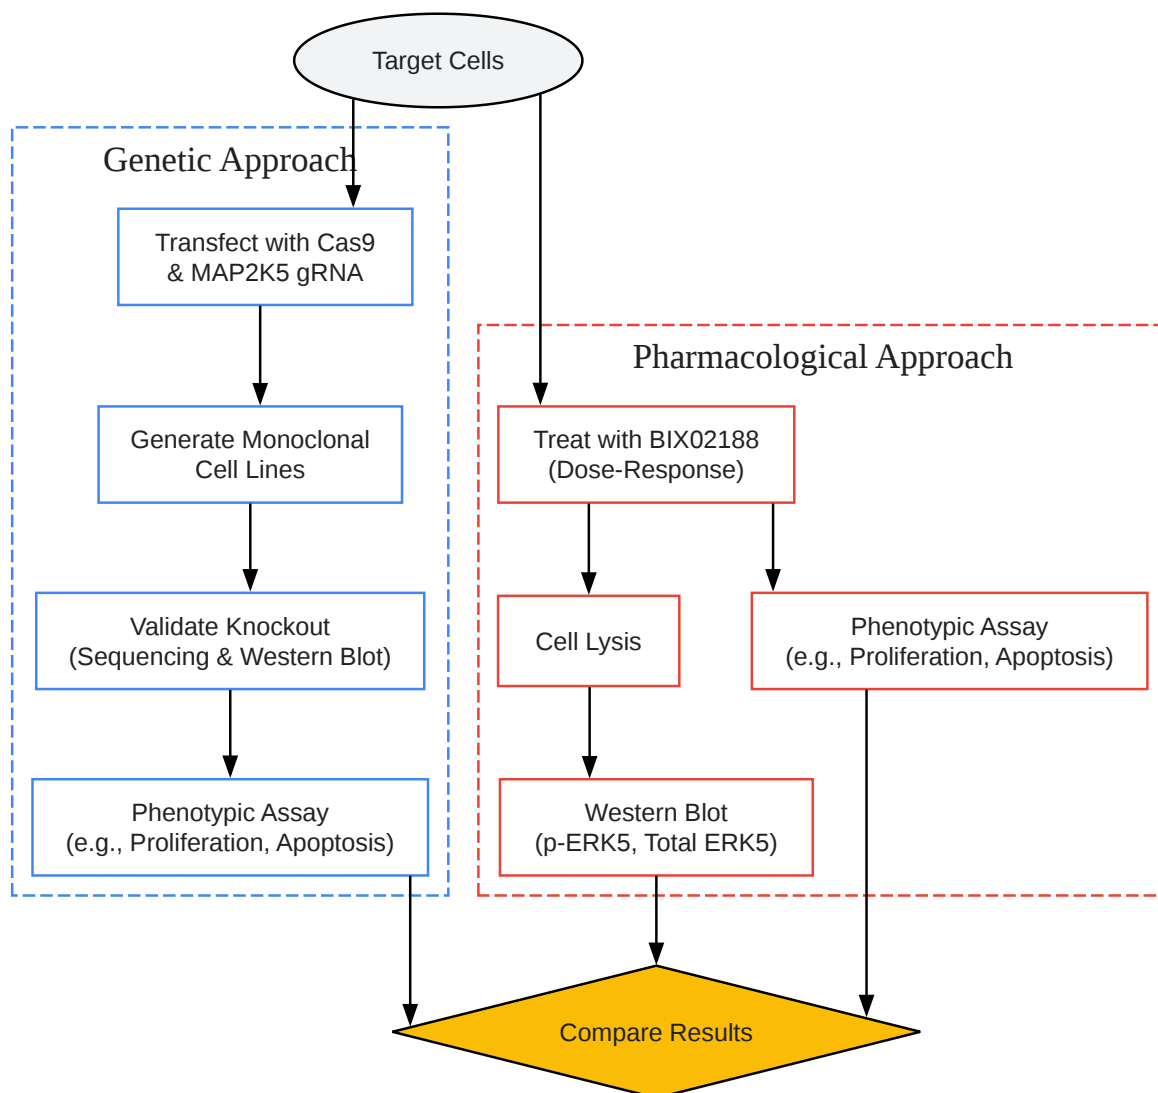 Target Cells
Genetic Approach
Transfect with Cas9
& MAP2K5 gRNA
Generate Monoclonal
Cell Lines
Validate Knockout
(Sequencing & Western Blot)
Phenotypic Assay
(e.g., Proliferation, Apoptosis)
Pharmacological Approach
Treat with BIX02188
(Dose-Response)
Cell Lysis
Phenotypic Assay
(e.g., Proliferation, Apoptosis)
Western Blot
(p-ERK5, Total ERK5)
Compare Results